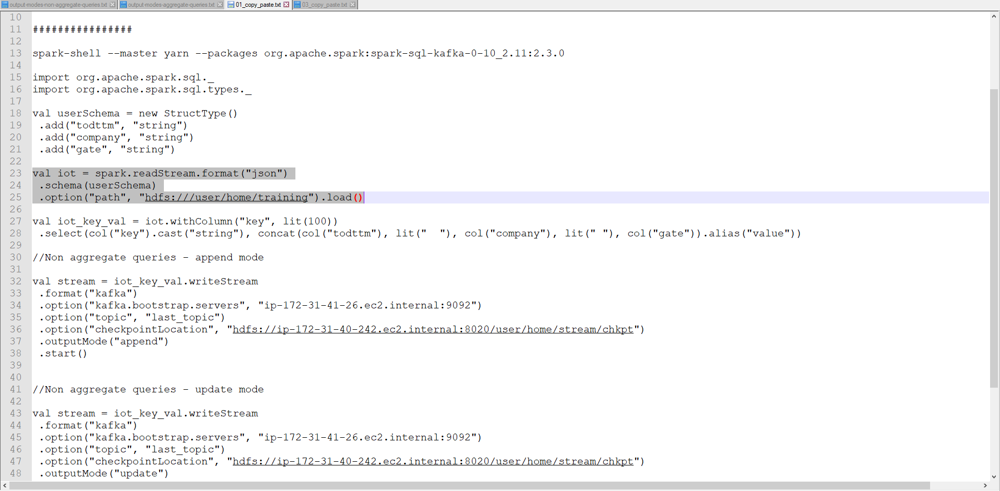 output-modes-non-aggregate-queries.txt output-modes-aggregate-queries.txt 01_copy_paste.txt 03_copy_paste.txt
10
11 ################
12
13 spark-shell --master yarn --packages org.apache.spark:spark-sql-kafka-0-10_2.11:2.3.0
14
15 import org.apache.spark.sql._
16 import org.apache.spark.sql.types._
17
18 val userSchema = new StructType()
19  .add("todttm", "string")
20  .add("company", "string")
21  .add("gate", "string")
22
23 val iot = spark.readStream.format("json")
24  .schema(userSchema)
25  .option("path", "hdfs:///user/home/training").load()
26
27 val iot_key_val = iot.withColumn("key", lit(100))
28  .select(col("key").cast("string"), concat(col("todttm"), lit("  "), col("company"), lit(" "), col("gate")).alias("value"))
29
30 //Non aggregate queries - append mode
31
32 val stream = iot_key_val.writeStream
33  .format("kafka")
34  .option("kafka.bootstrap.servers", "ip-172-31-41-26.ec2.internal:9092")
35  .option("topic", "last_topic")
36  .option("checkpointLocation", "hdfs://ip-172-31-40-242.ec2.internal:8020/user/home/stream/chkpt")
37  .outputMode("append")
38  .start()
39
40
41 //Non aggregate queries - update mode
42
43 val stream = iot_key_val.writeStream
44  .format("kafka")
45  .option("kafka.bootstrap.servers", "ip-172-31-41-26.ec2.internal:9092")
46  .option("topic", "last_topic")
47  .option("checkpointLocation", "hdfs://ip-172-31-40-242.ec2.internal:8020/user/home/stream/chkpt")
48  .outputMode("update")